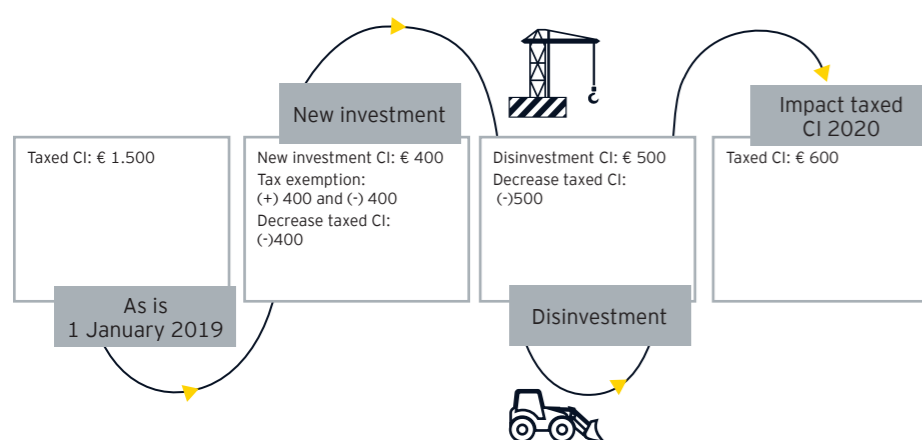 New investment
Impact taxed
CI 2020
Taxed CI: € 1.500
New investment CI: € 400
Tax exemption:
(+) 400 and (-) 400
Decrease taxed CI:
(-)400
Disinvestment CI: € 500
Decrease taxed CI:
(-)500
Taxed CI: € 600
As is
1 January 2019
Disinvestment